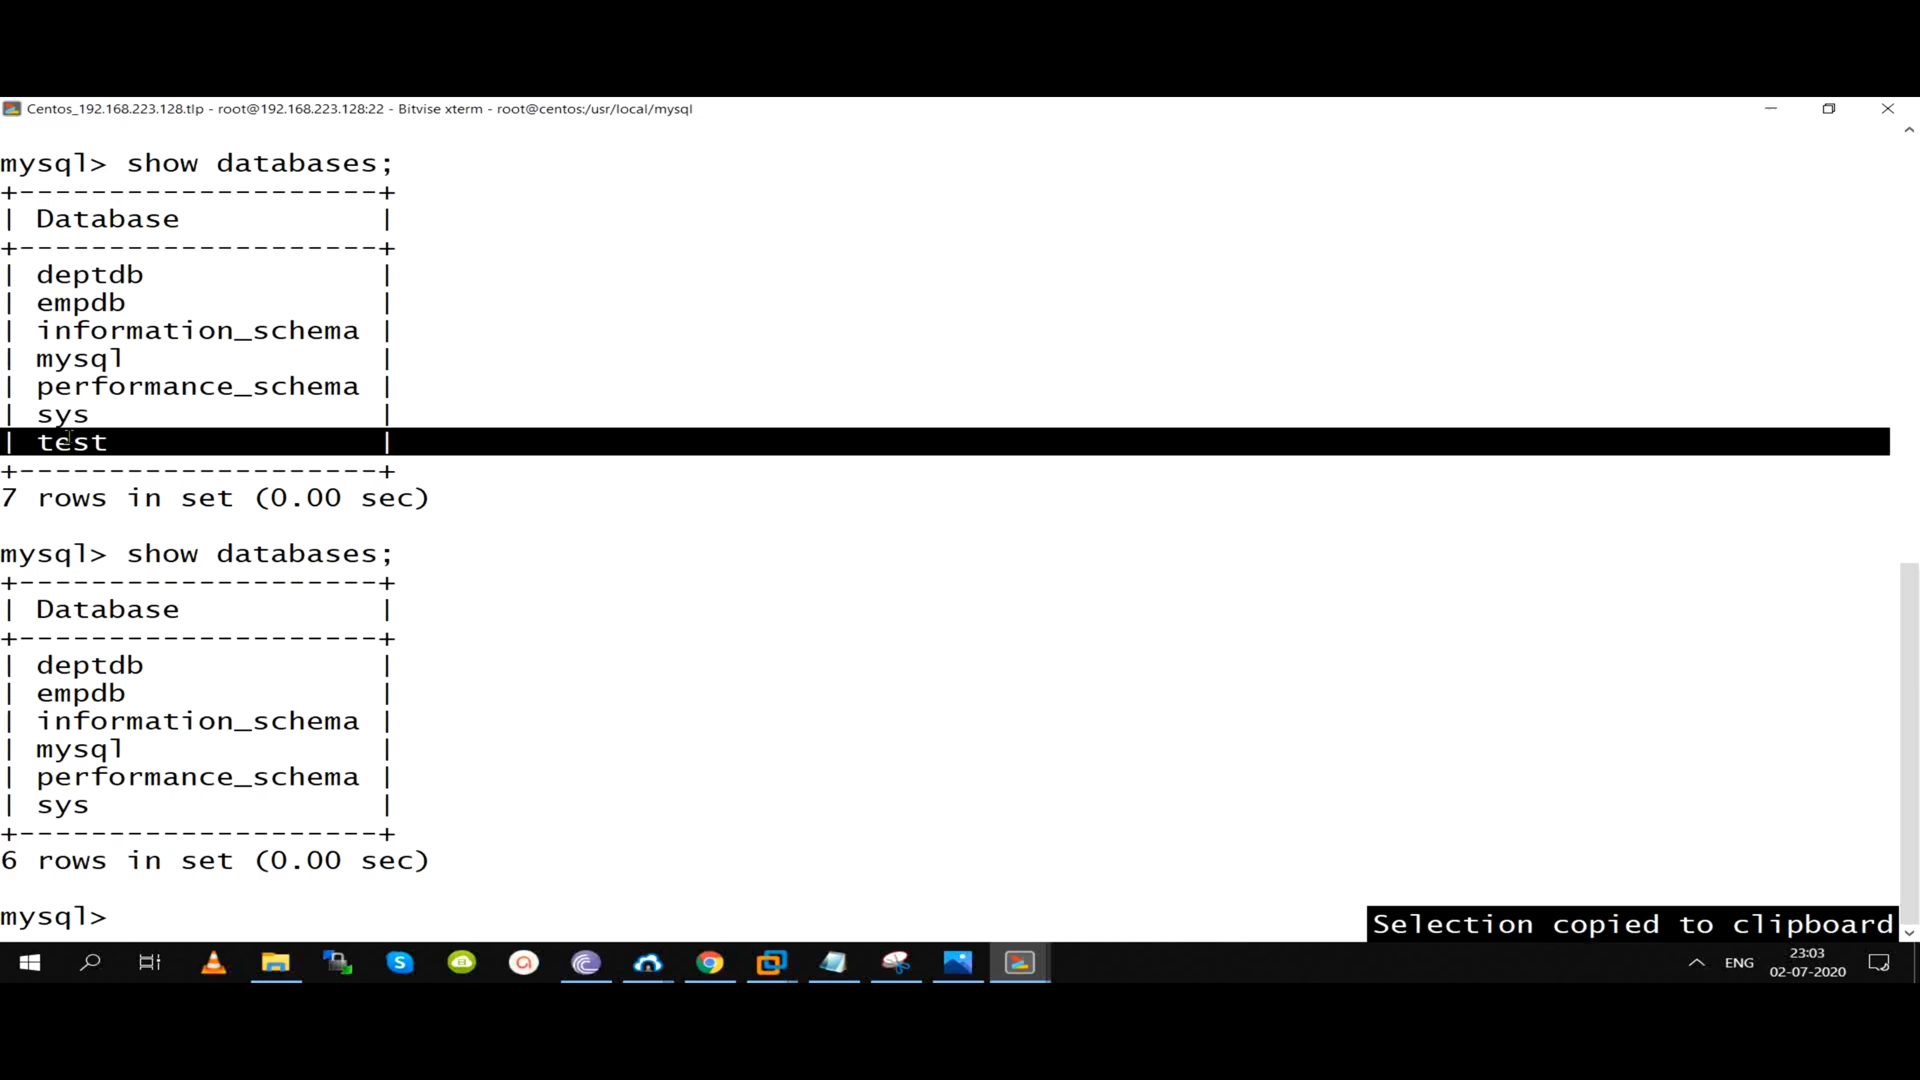 Centos_192.168.223.128.tlp - root@192.168.223.128:22 - Bitvise xterm - root@centos:/usr/local/mysql
mysql> show databases;
+--------------------+
| Database           |
+--------------------+
| deptdb             |
| empdb              |
| information_schema |
| mysql              |
| performance_schema |
| sys                |
| test               |
+--------------------+
7 rows in set (0.00 sec)
mysql> show databases;
+--------------------+
| Database           |
+--------------------+
| deptdb             |
| empdb              |
| information_schema |
| mysql              |
| performance_schema |
| sys                |
+--------------------+
6 rows in set (0.00 sec)
mysql>
Selection copied to clipboard
ENG
23:03
02-07-2020